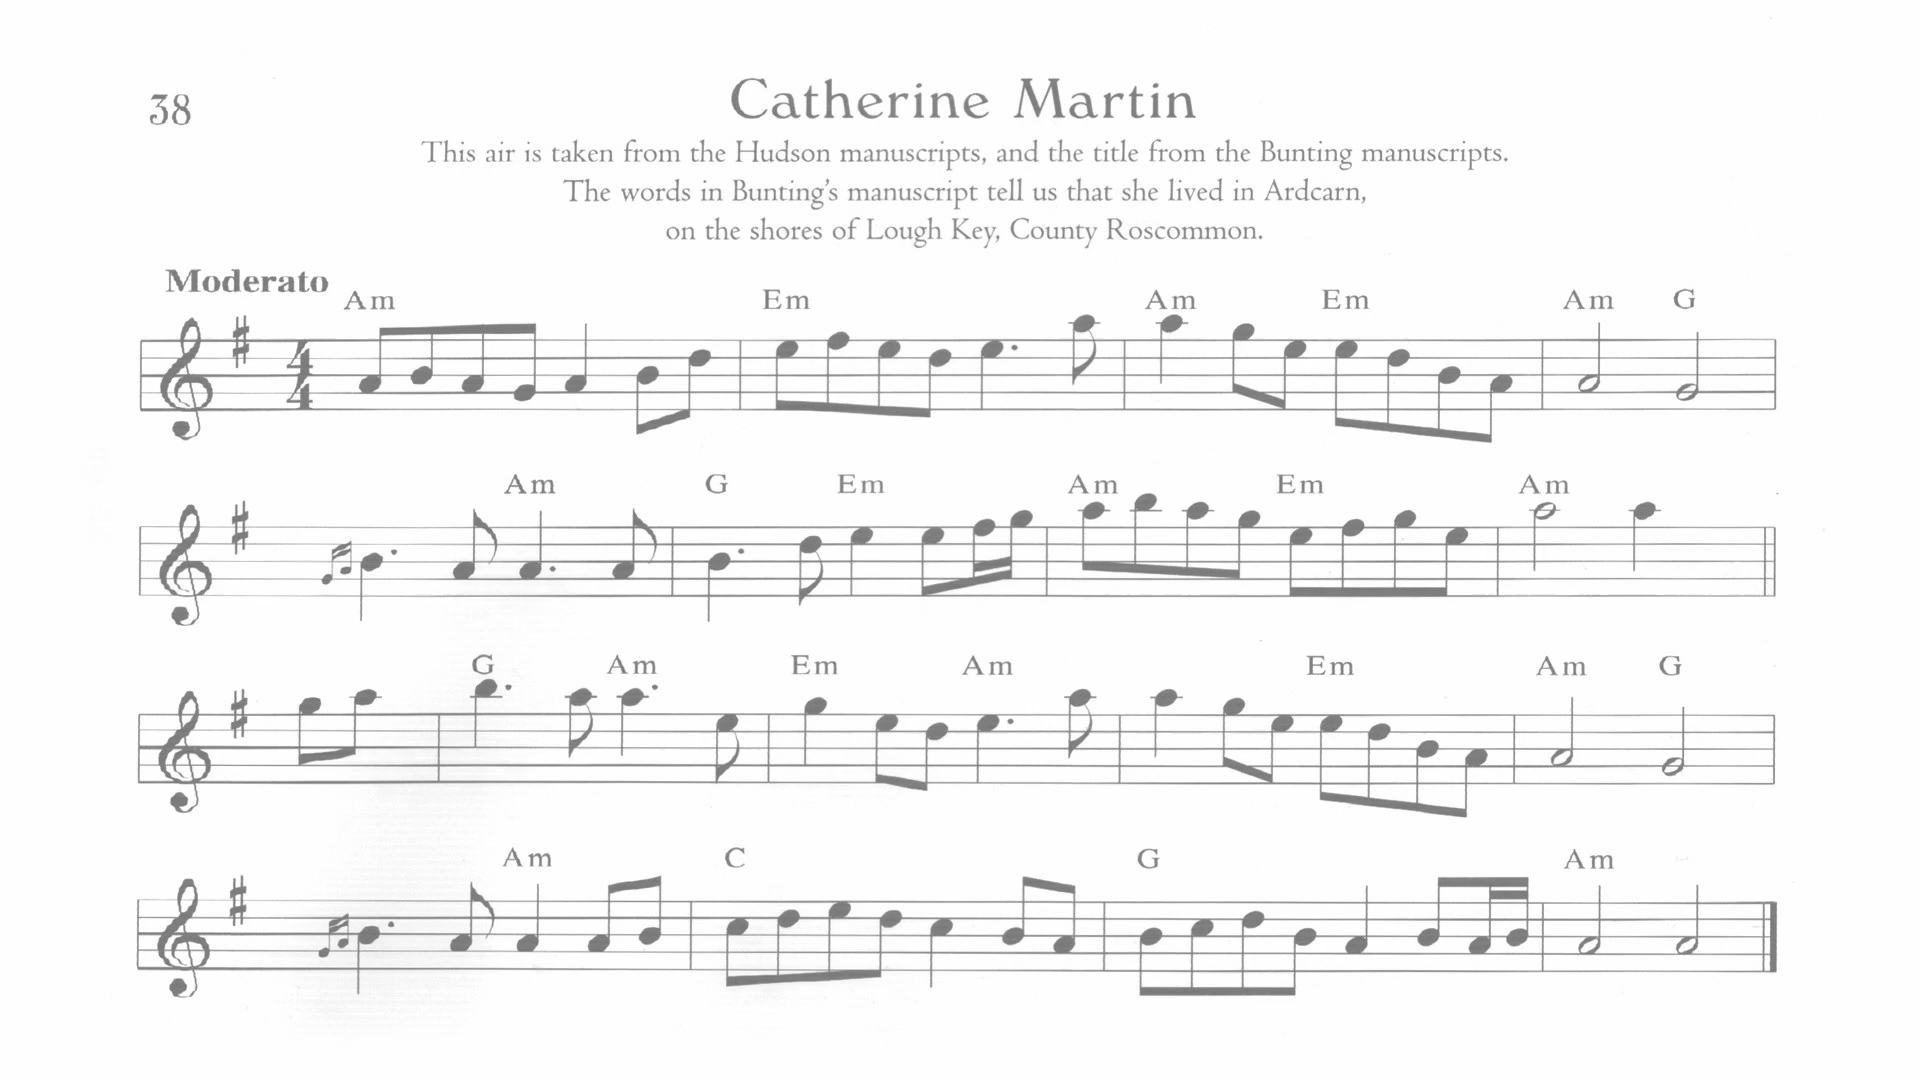 38
Catherine Martin
This air is taken from the Hudson manuscripts, and the title from the Bunting manuscripts.
The words in Bunting's manuscript tell us that she lived in Ardcarn,
on the shores of Lough Key, County Roscommon.
Moderato
Am Em Am Em Am G
4
4
Am G Em Am Em Am
G Am Em Am Em Am G
Am C G Am